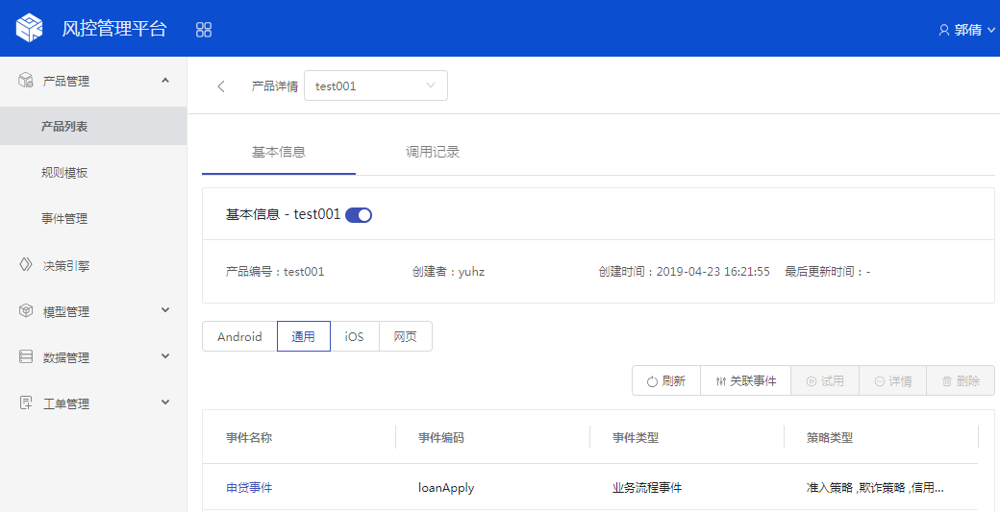 风控管理平台
郭倩
产品管理
产品详情 test001
产品列表
基本信息 调用记录
规则模板
事件管理
基本信息 - test001
决策引擎
产品编号：test001 创建者：yuhz 创建时间：2019-04-23 16:21:55 最后更新时间：-
模型管理
Android 通用 iOS 网页
数据管理
刷新 关联事件 试用 详情 删除
工单管理
事件名称 事件编码 事件类型 策略类型
申贷事件 loanApply 业务流程事件 准入策略 ,欺诈策略 ,信用...